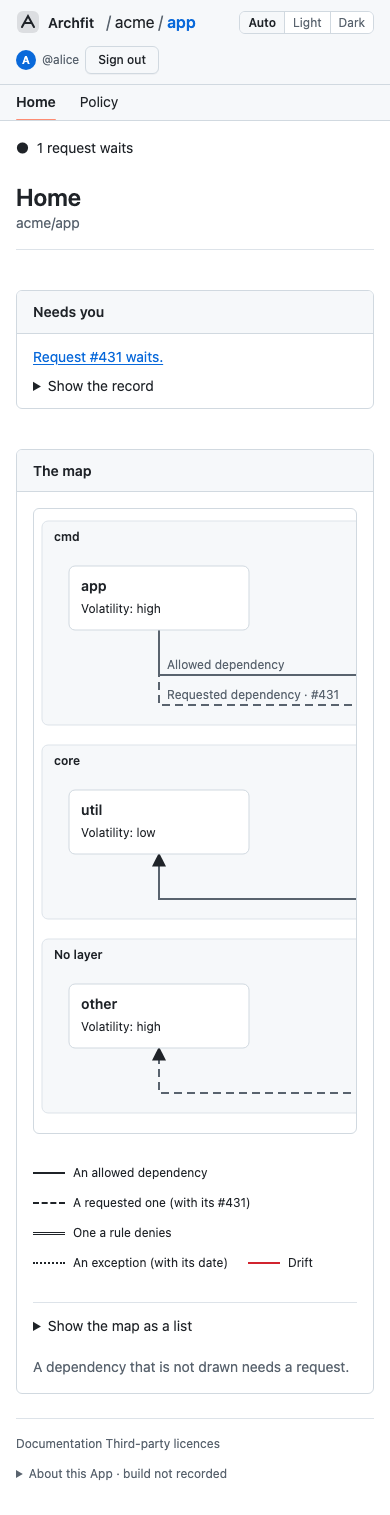 Archfit / acme / app
Auto Light Dark
A @alice Sign out
Home Policy
1 request waits
Home
acme/app
Needs you
Request #431 waits.
Show the record
The map
cmd
app
Volatility: high
Allowed dependency
Requested dependency · #431
core
util
Volatility: low
No layer
other
Volatility: high
An allowed dependency
A requested one (with its #431)
One a rule denies
An exception (with its date) Drift
Show the map as a list
A dependency that is not drawn needs a request.
Documentation Third-party licences
About this App · build not recorded